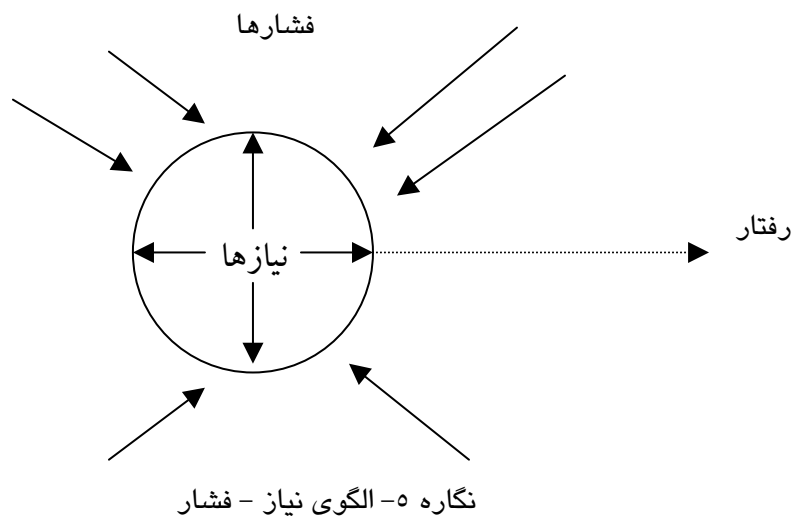 فشارها
رفتار
نیازها
نگاره ۵- الگوی نیاز – فشار